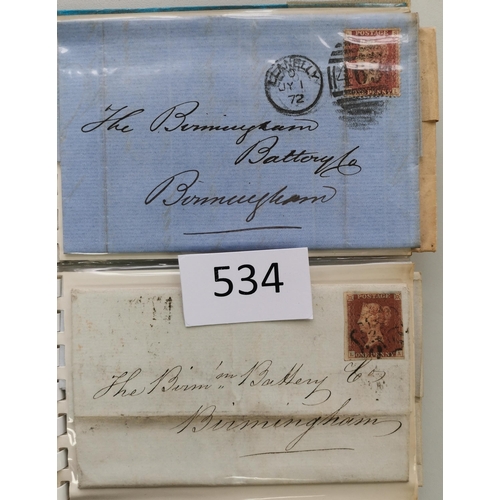 LLANELLY
D
JY 1
72
POSTAGE
ONE PENNY
The Birmingham
Battery Co
Birmingham
534
POSTAGE
ONE PENNY
The Birm'm Battery Co
Birmingham